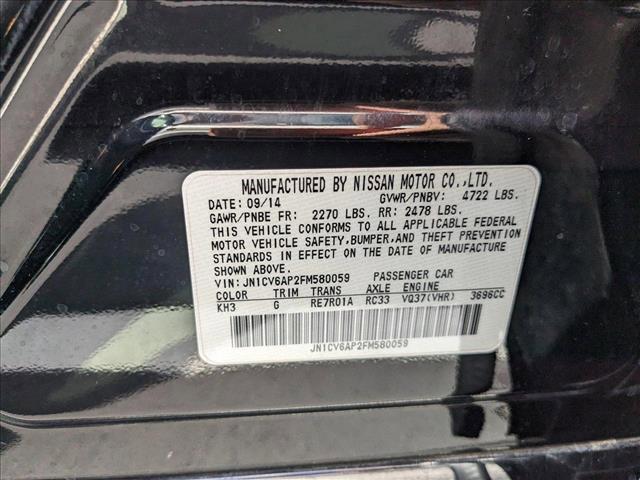 MANUFACTURED BY NISSAN MOTOR CO.,LTD.
DATE: 09/14 GVWR/PNBV: 4722 LBS.
GAWR/PNBE FR: 2270 LBS. RR: 2478 LBS.
THIS VEHICLE CONFORMS TO ALL APPLICABLE FEDERAL
MOTOR VEHICLE SAFETY,BUMPER,AND THEFT PREVENTION
STANDARDS IN EFFECT ON THE DATE OF MANUFACTURE
SHOWN ABOVE.
VIN: JN1CV6AP2FM580059 PASSENGER CAR
COLOR TRIM TRANS AXLE ENGINE
KH3 G RE7R01A RC33 VQ37(VHR) 3696CC
JN1CV6AP2FM580059